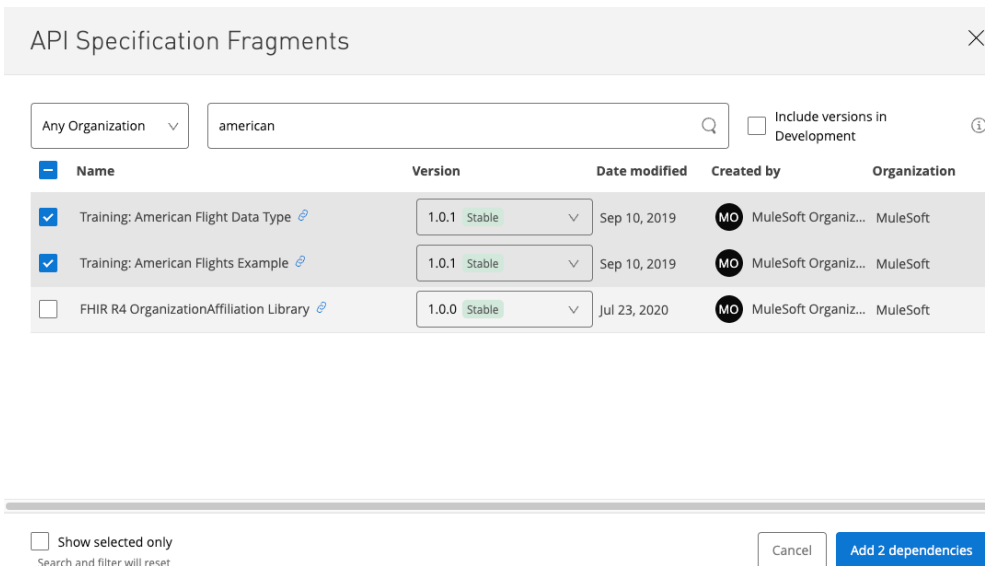 API Specification Fragments
Any Organization
american
Include versions in
Development
Name Version Date modified Created by Organization
Training: American Flight Data Type 1.0.1 Stable Sep 10, 2019 MO MuleSoft Organiz... MuleSoft
Training: American Flights Example 1.0.1 Stable Sep 10, 2019 MO MuleSoft Organiz... MuleSoft
FHIR R4 OrganizationAffiliation Library 1.0.0 Stable Jul 23, 2020 MO MuleSoft Organiz... MuleSoft
Show selected only
Search and filter will reset
Cancel
Add 2 dependencies